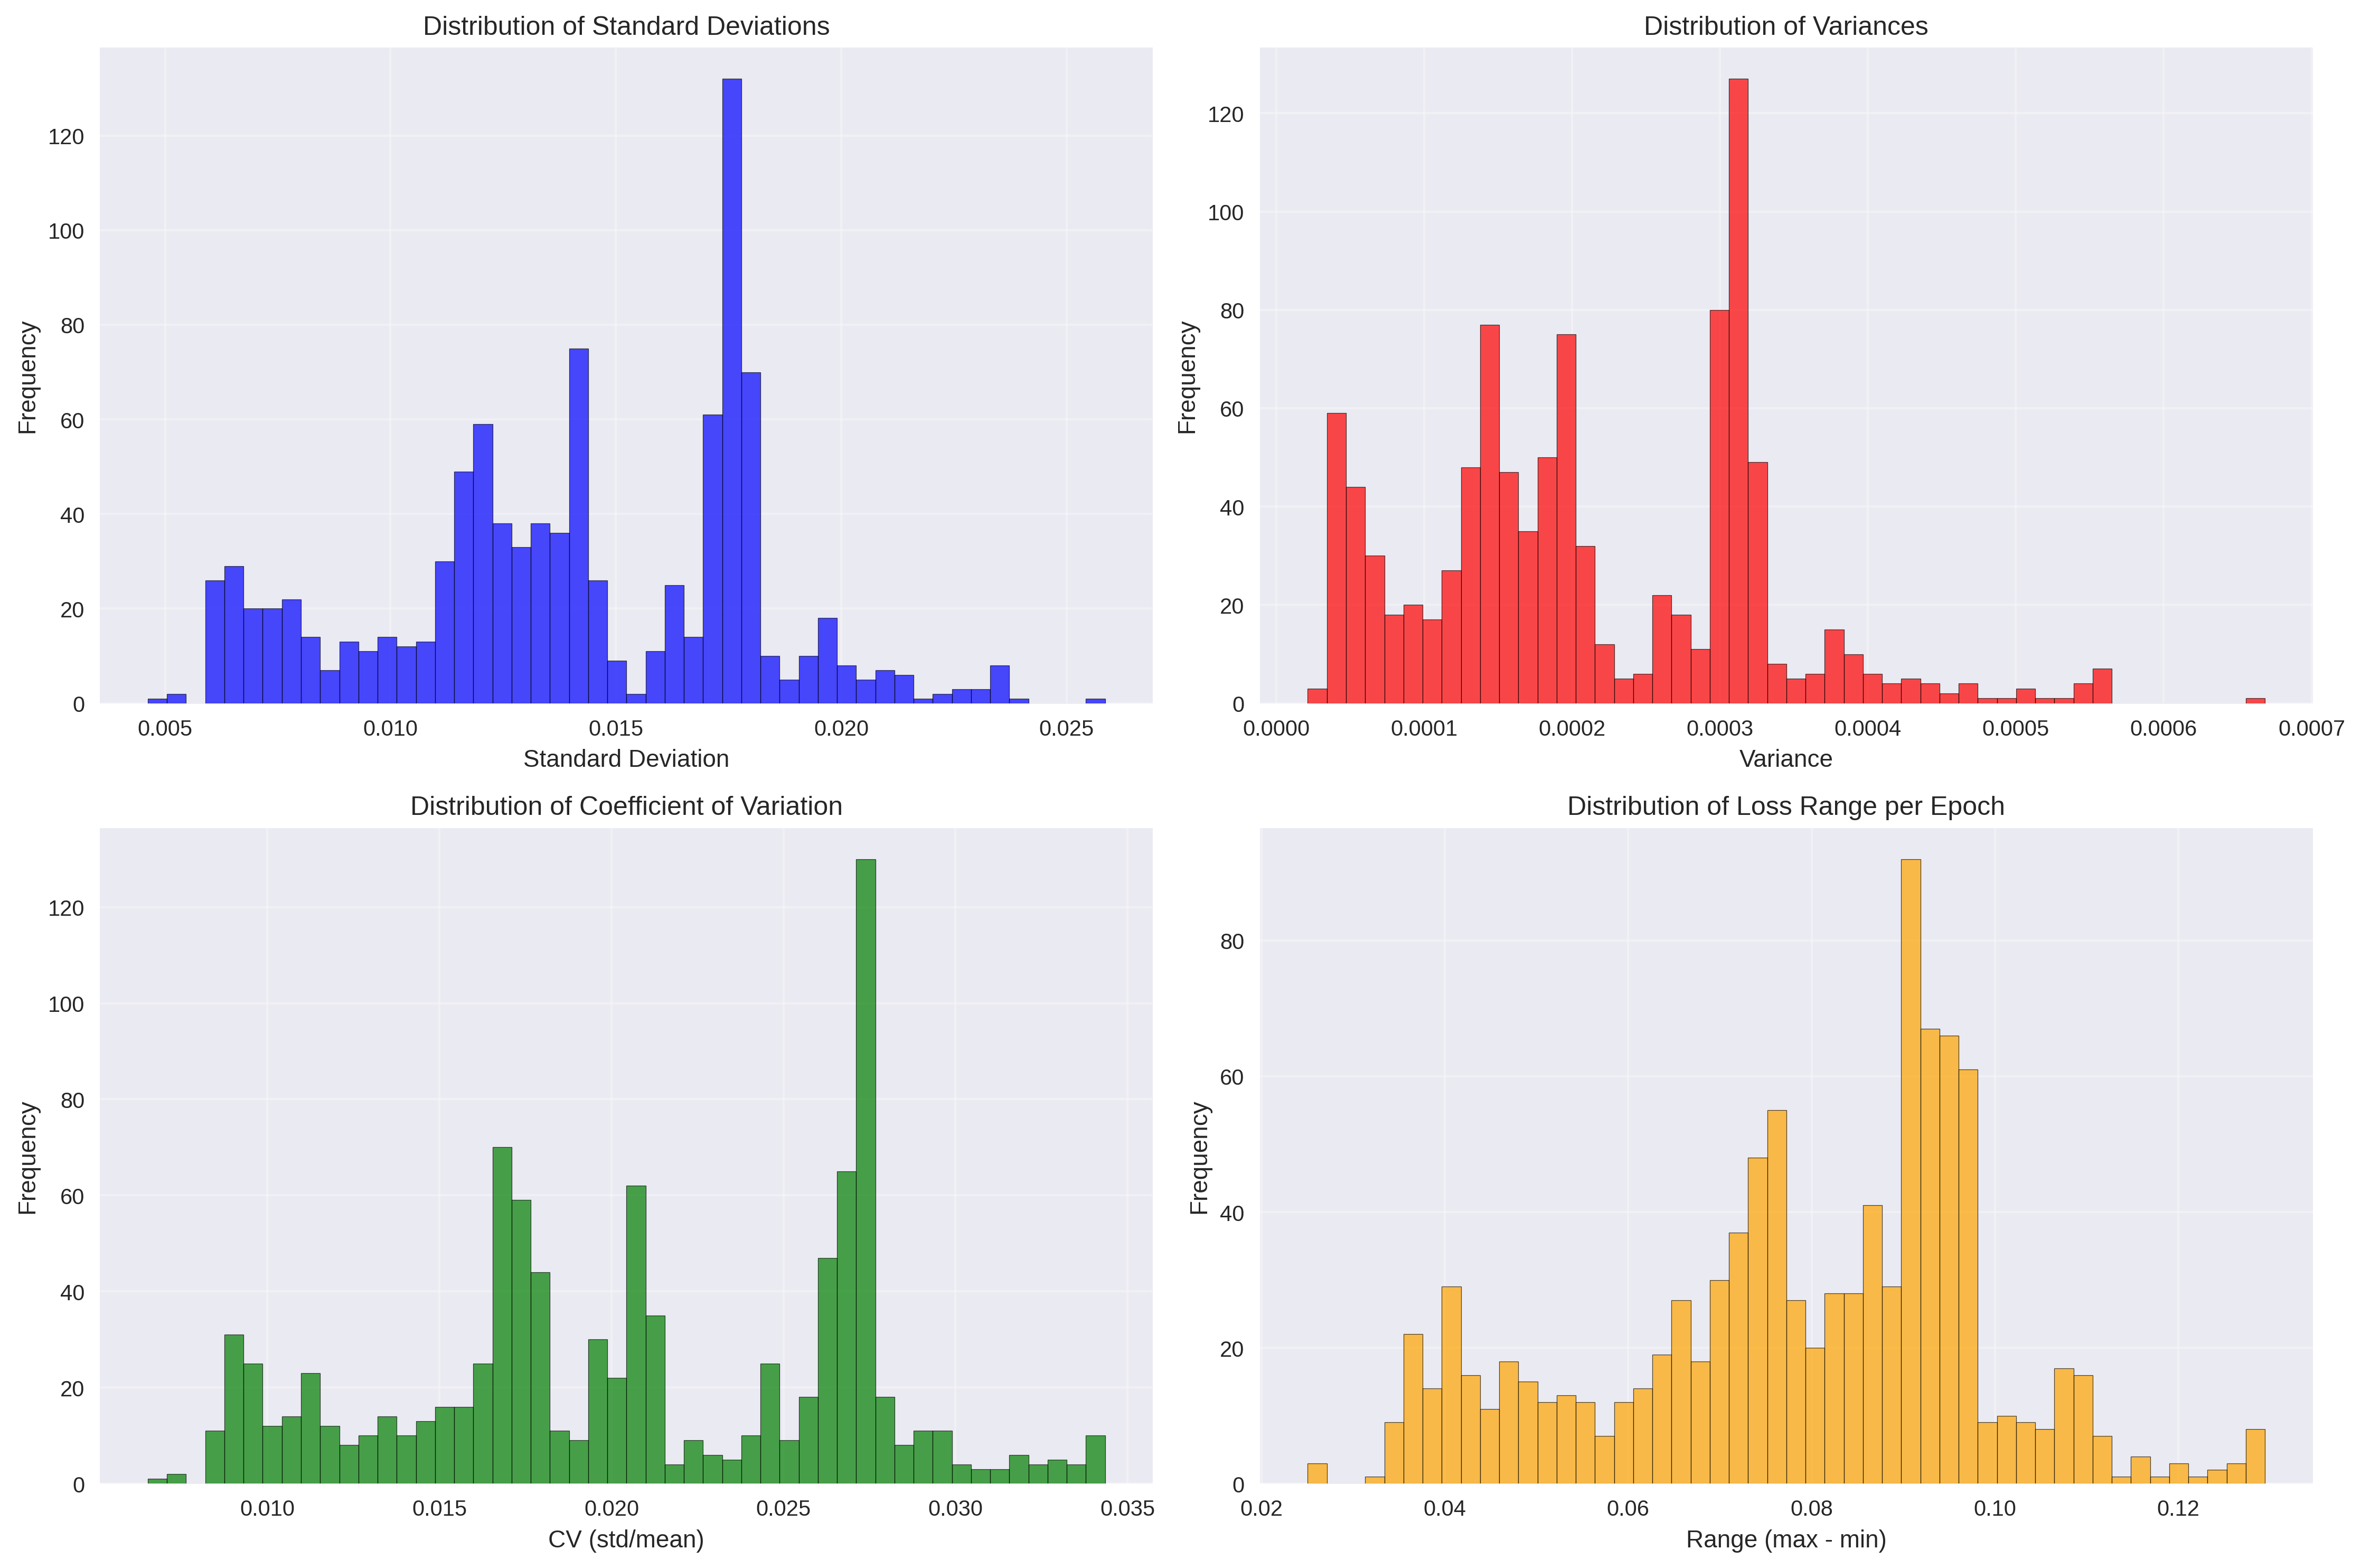 Distribution of Standard Deviations
Frequency
120
100
80
60
40
20
0
0.005 0.010 0.015 0.020 0.025
Standard Deviation
Distribution of Variances
Frequency
120
100
80
60
40
20
0
0.0000 0.0001 0.0002 0.0003 0.0004 0.0005 0.0006 0.0007
Variance
Distribution of Coefficient of Variation
Frequency
120
100
80
60
40
20
0
0.010 0.015 0.020 0.025 0.030 0.035
CV (std/mean)
Distribution of Loss Range per Epoch
Frequency
80
60
40
20
0
0.02 0.04 0.06 0.08 0.10 0.12
Range (max - min)